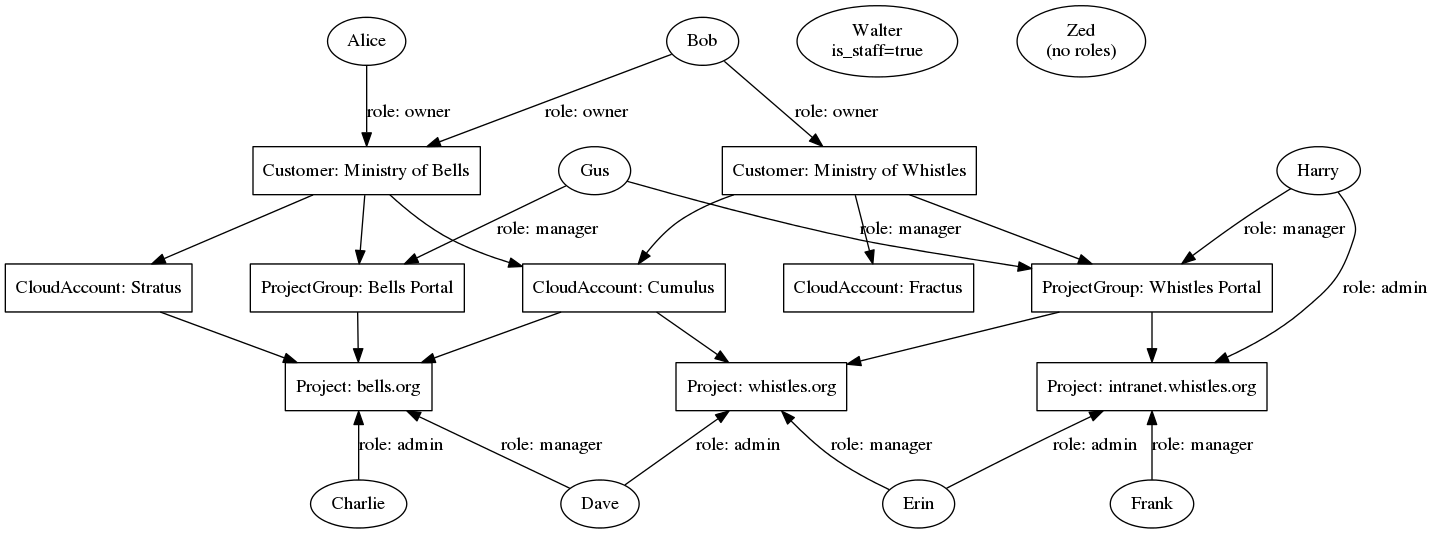 Alice
Bob
Walter
is_staff=true
Zed
(no roles)
role: owner
role: owner
role: owner
Customer: Ministry of Bells
Gus
Customer: Ministry of Whistles
Harry
role: manager
role: manager
role: manager
CloudAccount: Stratus
ProjectGroup: Bells Portal
CloudAccount: Cumulus
CloudAccount: Fractus
ProjectGroup: Whistles Portal
role: admin
Project: bells.org
Project: whistles.org
Project: intranet.whistles.org
role: admin
role: manager
role: admin
role: manager
role: admin
role: manager
Charlie
Dave
Erin
Frank